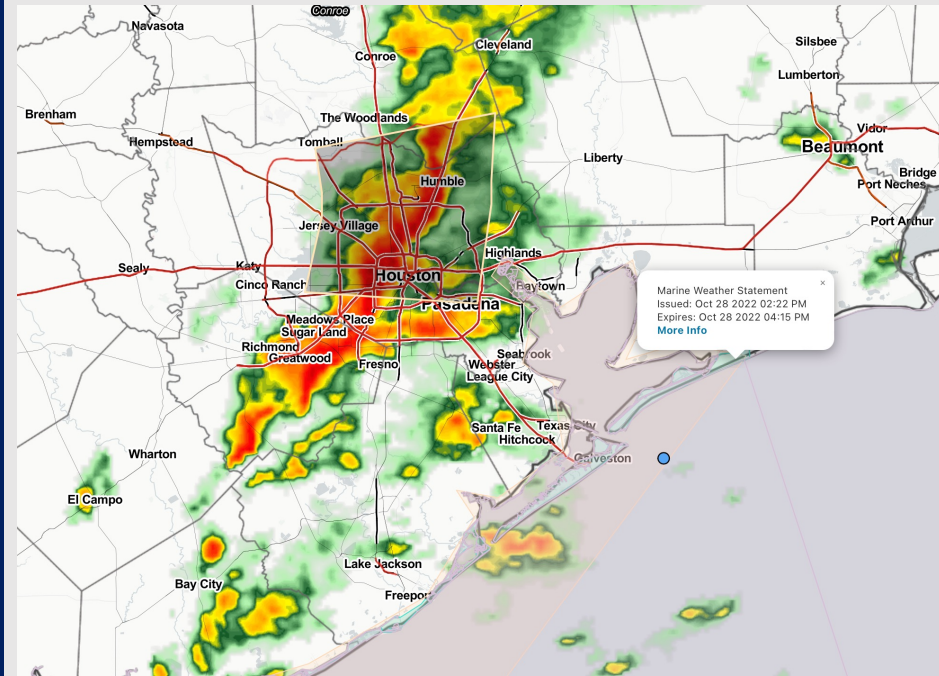 Conroe
Navasota
Conroe
Cleveland
Silsbee
Lumberton
Brenham
The Woodlands
Hempstead
Tomball
Vidor
Beaumont
Liberty
Bridge
Humble
Port Neches
Jersey Village
Port Arthur
Highlands
Sealy
Katy
Houston
Cinco Ranch
Baytown
Pasadena
Marine Weather Statement
×
Issued: Oct 28 2022 02:22 PM
Expires: Oct 28 2022 04:15 PM
More Info
Meadows Place
Sugar Land
Richmond
Greatwood
Fresno
Seabrook
Webster
League City
Santa Fe
Texas City
Hitchcock
Galveston
Wharton
El Campo
Lake Jackson
Bay City
Freeport